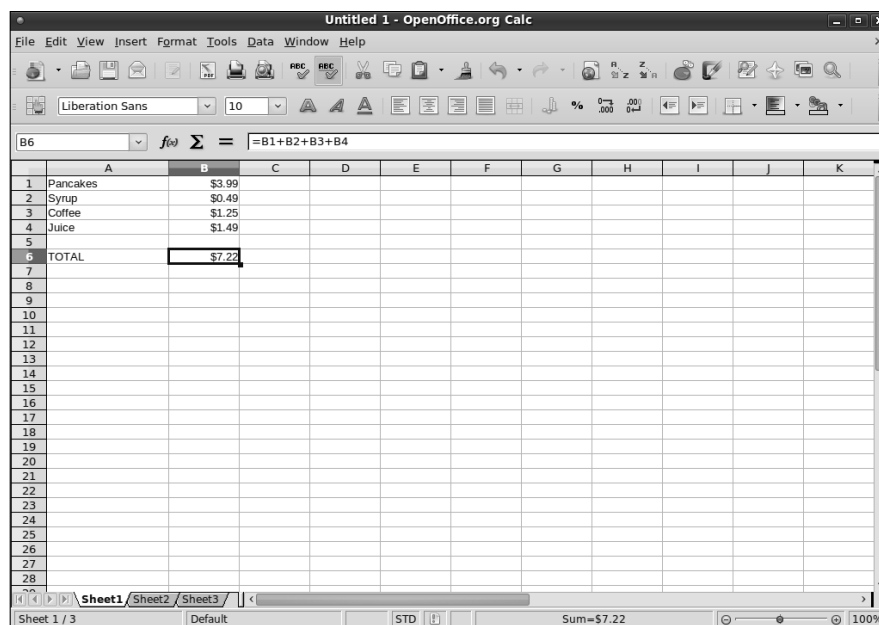 Untitled 1 - OpenOffice.org Calc
File Edit View Insert Format Tools Data Window Help
Liberation Sans 10
B6 f(x) Σ = =B1+B2+B3+B4
A B C D E F G H I J K
1 Pancakes $3.99
2 Syrup $0.49
3 Coffee $1.25
4 Juice $1.49
5
6 TOTAL $7.22
7
8
9
10
11
12
13
14
15
16
17
18
19
20
21
22
23
24
25
26
27
28
Sheet1 Sheet2 Sheet3
Sheet 1 / 3 Default STD Sum=$7.22 100%